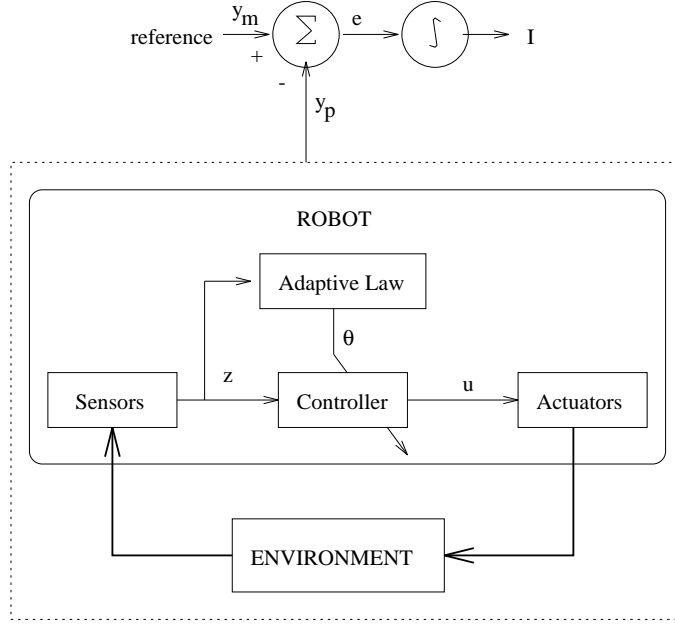 y_m
e
reference
Σ
∫
I
+
-
y_p
ROBOT
Adaptive Law
θ
z
u
Sensors
Controller
Actuators
ENVIRONMENT